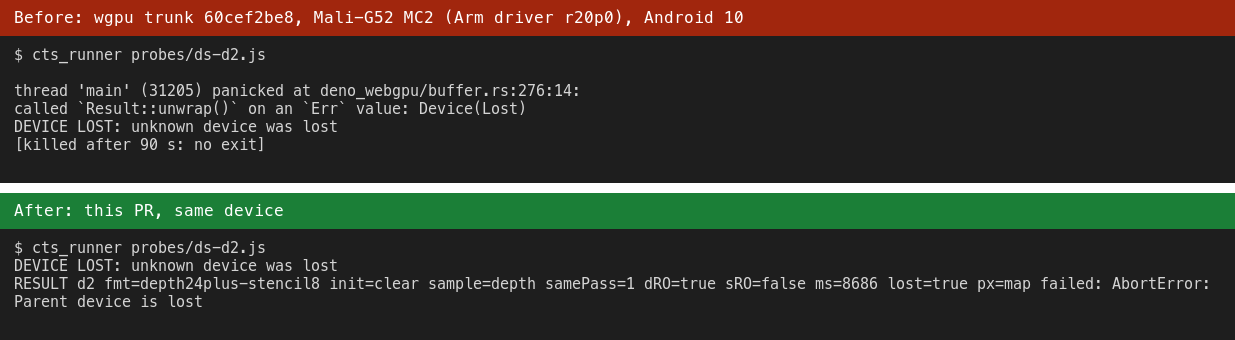 Before: wgpu trunk 60cef2be8, Mali-G52 MC2 (Arm driver r20p0), Android 10
$ cts_runner probes/ds-d2.js
thread 'main' (31205) panicked at deno_webgpu/buffer.rs:276:14:
called `Result::unwrap()` on an `Err` value: Device(Lost)
DEVICE LOST: unknown device was lost
[killed after 90 s: no exit]
After: this PR, same device
$ cts_runner probes/ds-d2.js
DEVICE LOST: unknown device was lost
RESULT d2 fmt=depth24plus-stencil8 init=clear sample=depth samePass=1 dRO=true sRO=false ms=8686 lost=true px=map failed: AbortError:
Parent device is lost